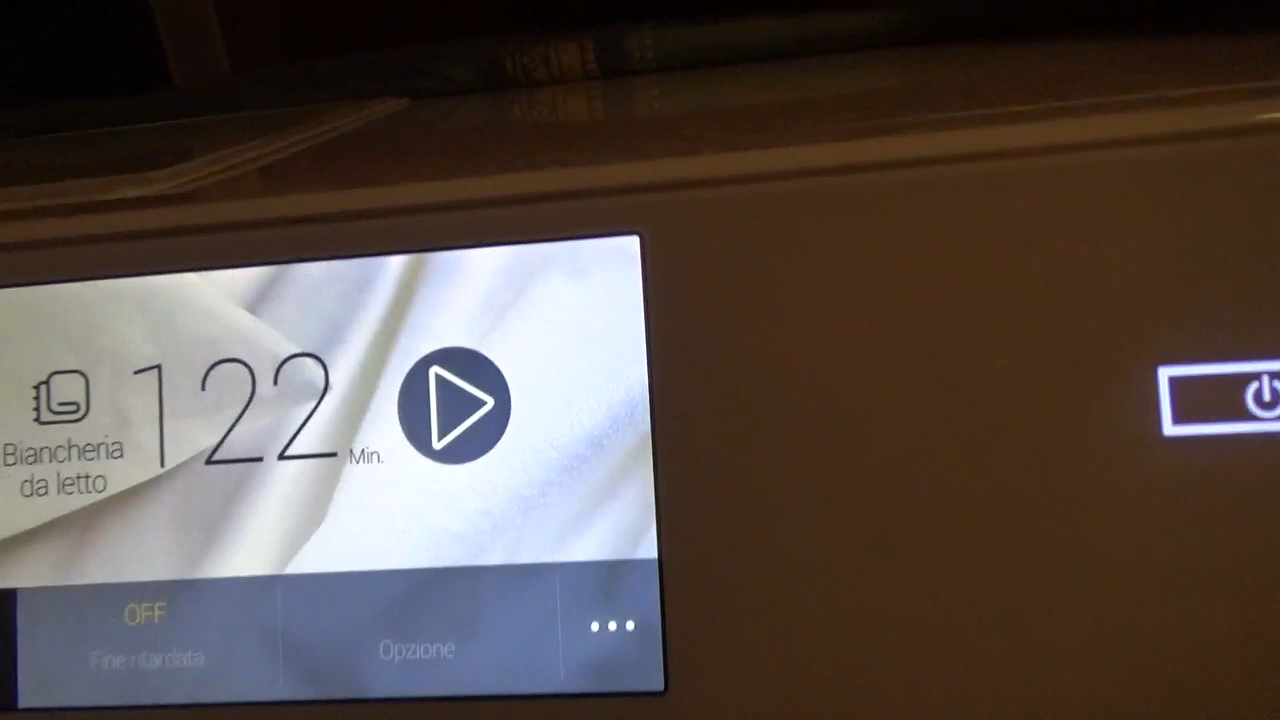 Biancheria
da letto
122 Min.
OFF
Fine ritardata
Opzione